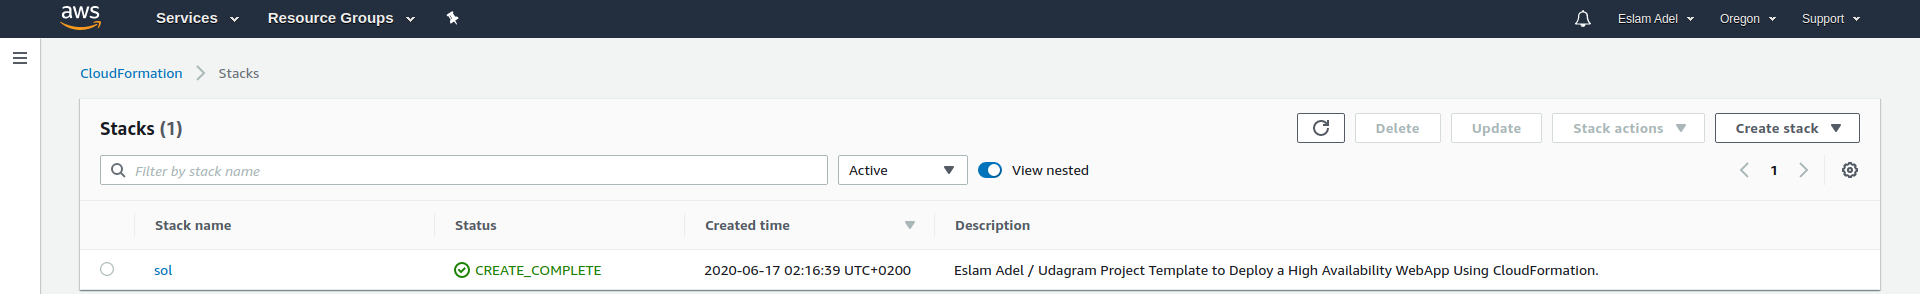 aws Services Resource Groups Eslam Adel Oregon Support
CloudFormation Stacks
Stacks (1) Delete Update Stack actions Create stack
Filter by stack name Active View nested 1
Stack name Status Created time Description
sol CREATE_COMPLETE 2020-06-17 02:16:39 UTC+0200 Eslam Adel / Udagram Project Template to Deploy a High Availability WebApp Using CloudFormation.